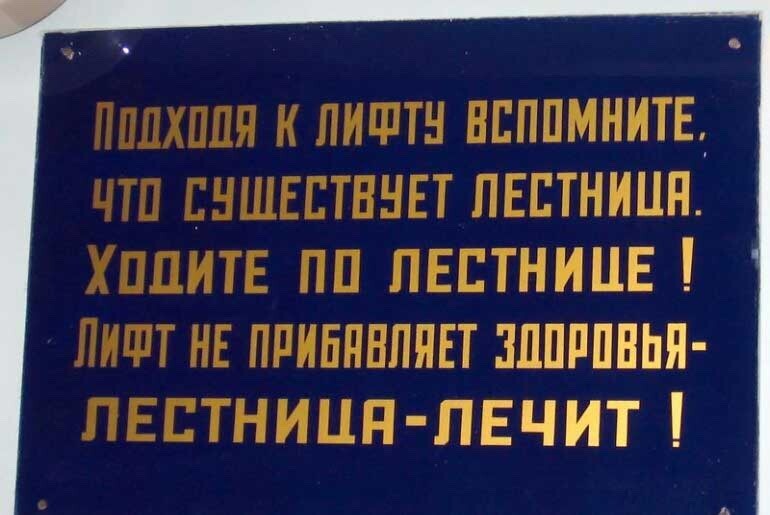 Подходя к лифту вспомните,
что существует лестница.
Ходите по лестнице !
Лифт не прибавляет здоровья-
лестница-лечит !